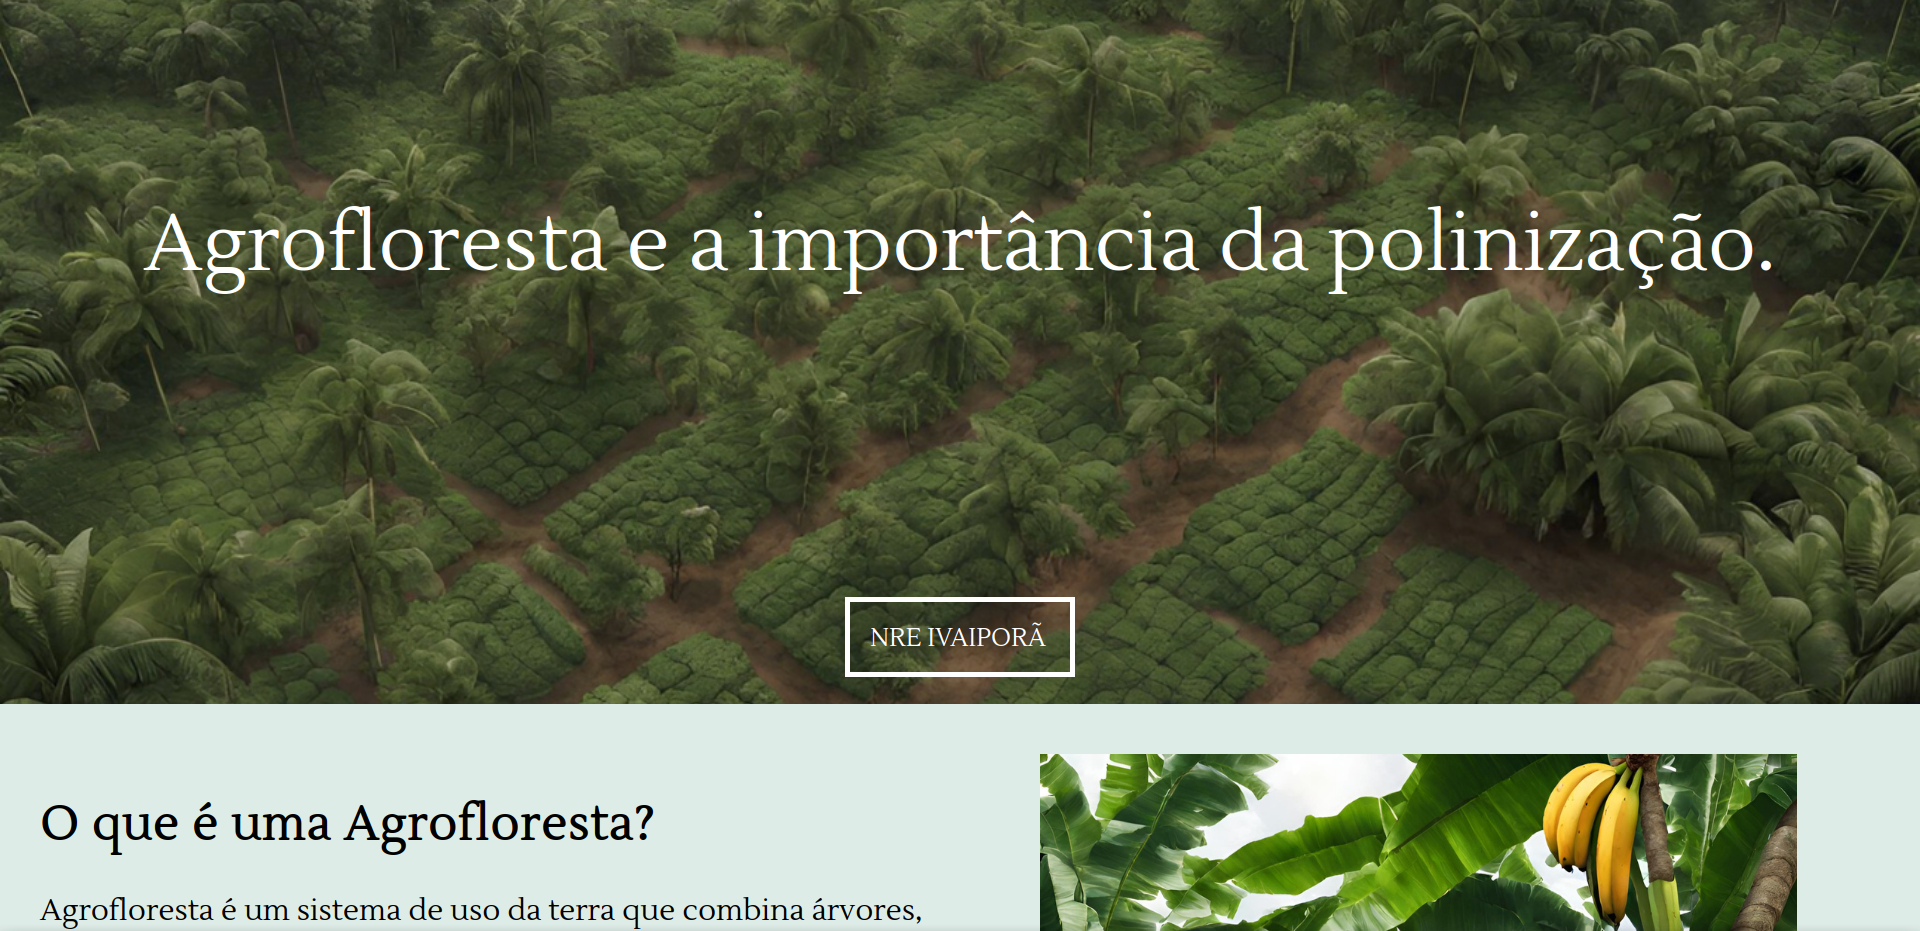 Agrofloresta e a importância da polinização.
NRE IVAIPORÃ
O que é uma Agrofloresta?
Agrofloresta é um sistema de uso da terra que combina árvores,